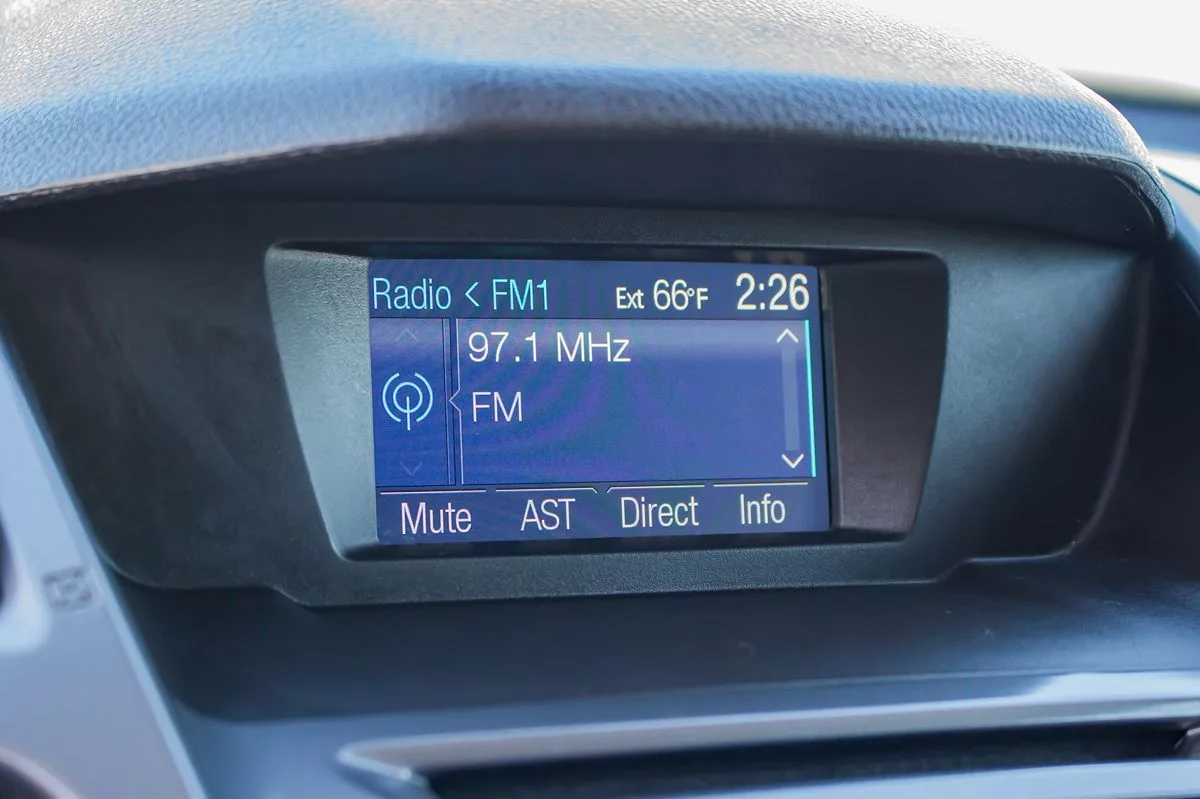 Radio < FM1 Ext 66°F 2:26
97.1 MHz
FM
Mute AST Direct Info